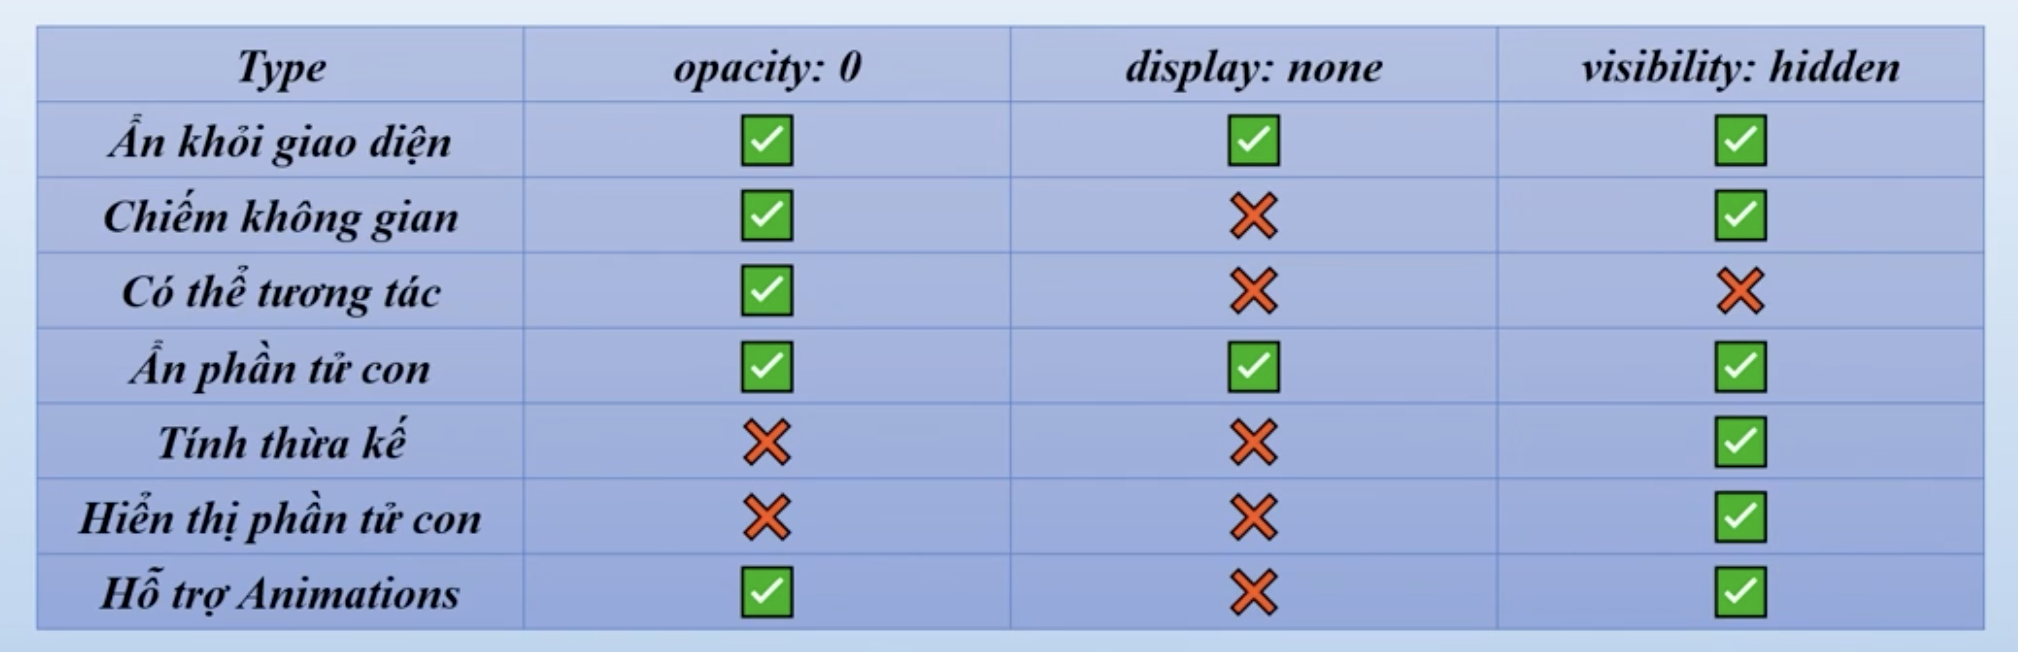 Type opacity: 0 display: none visibility: hidden
Ẩn khỏi giao diện
Chiếm không gian
Có thể tương tác
Ẩn phần tử con
Tính thừa kế
Hiển thị phần tử con
Hỗ trợ Animations